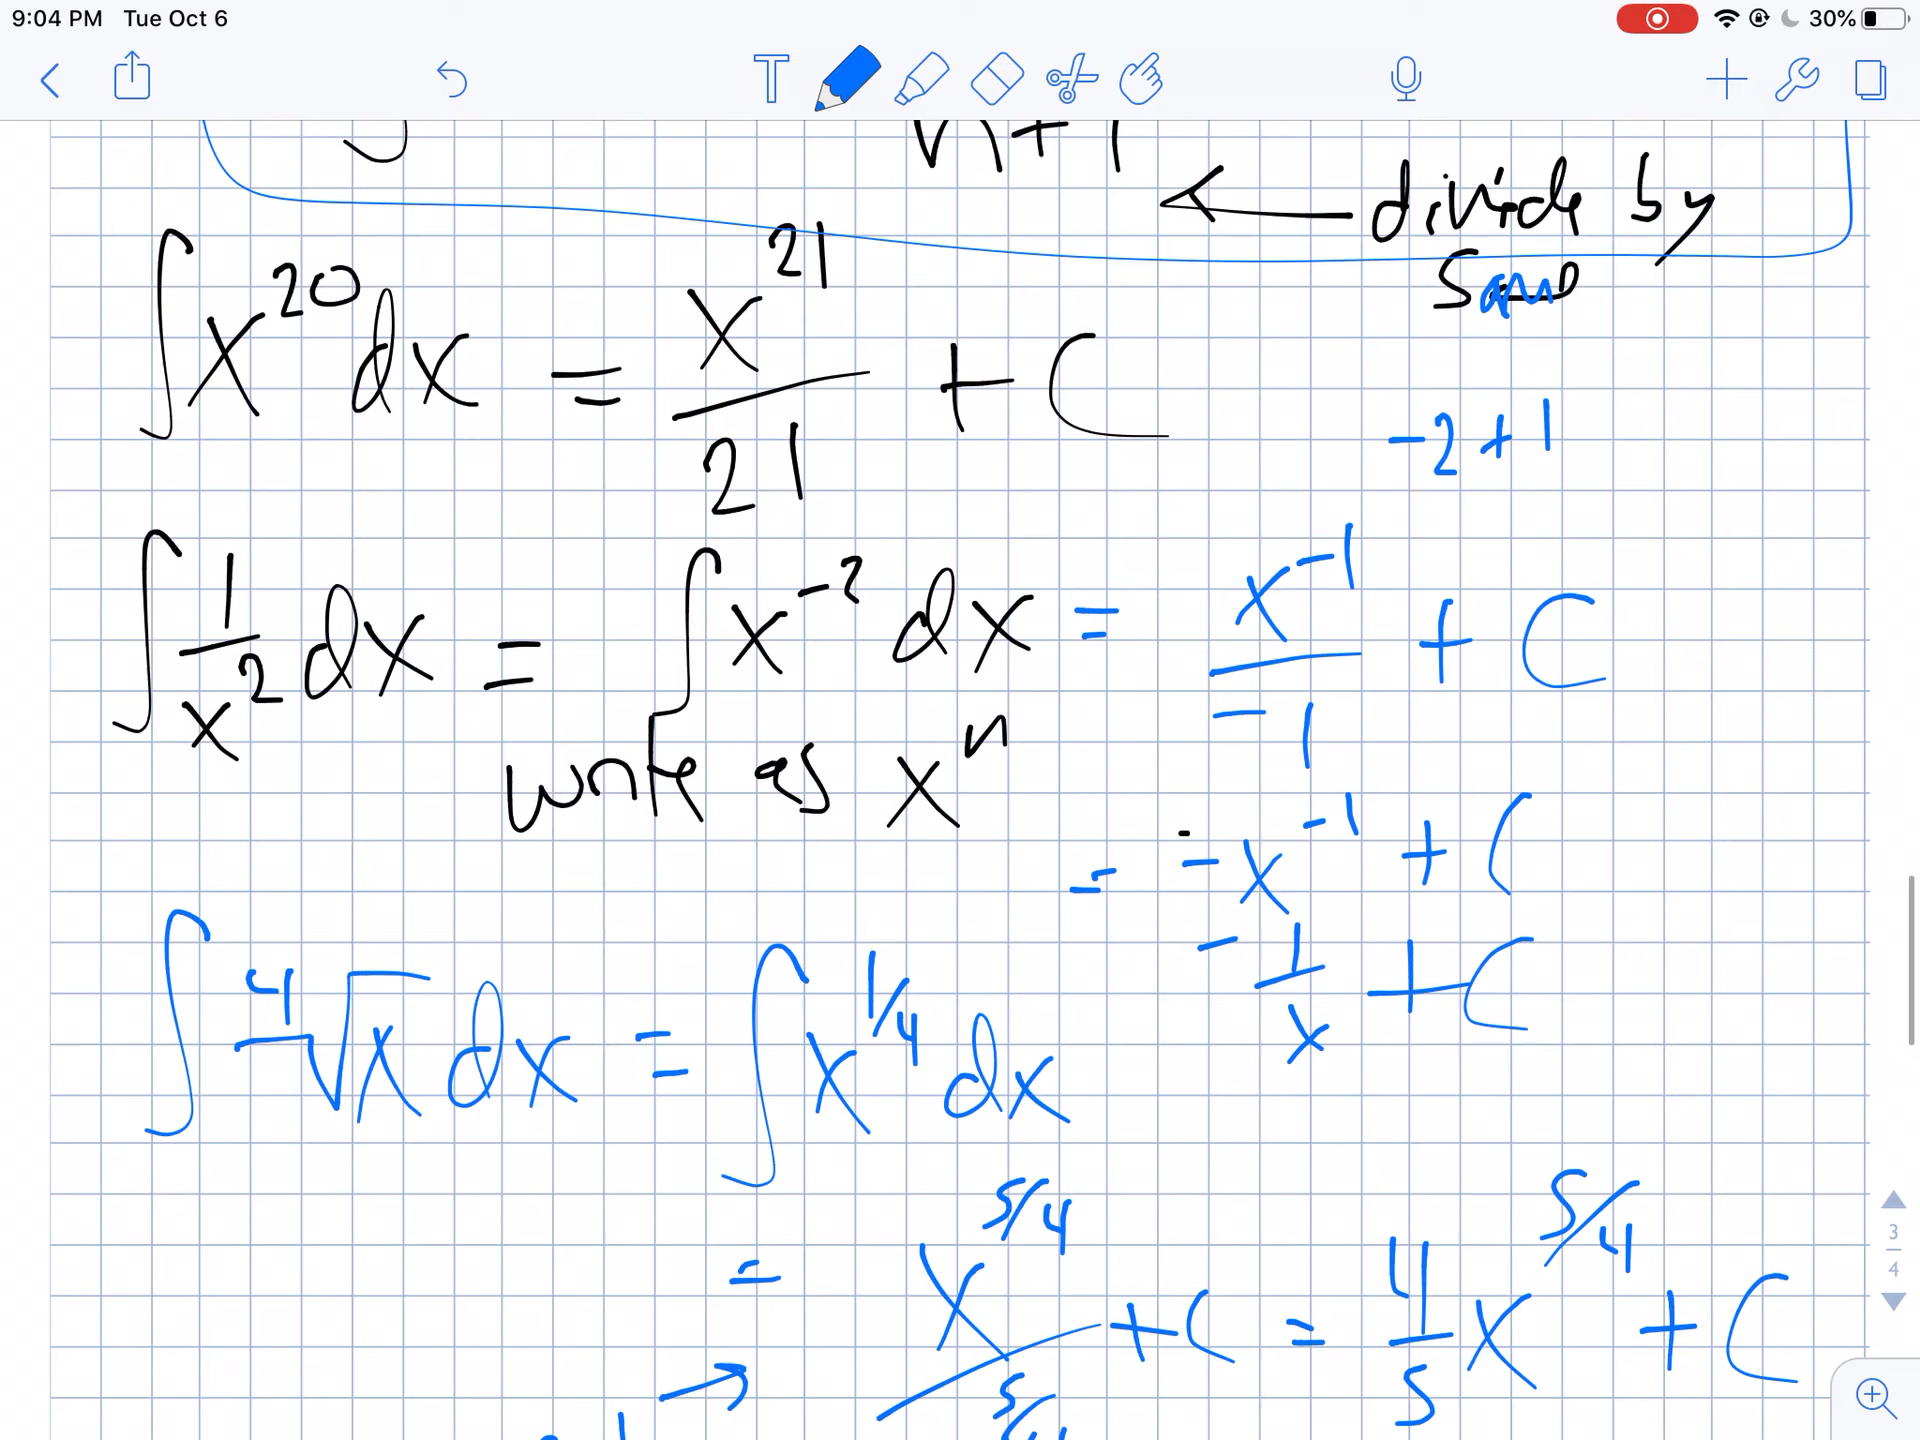 9:04 PM Tue Oct 6 30%
T
n+1
← divide by
∫ x^20 dx = x^21/21 + C
-2+1
∫ 1/x^2 dx = ∫ x^-2 dx = x^-1/-1 + C
write as x^n
= -x^-1 + C
-1/x + C
∫ ∜x dx = ∫ x^1/4 dx
3
4
= x^5/4 / 5/4 + C = 4/5 x^5/4 + C
→